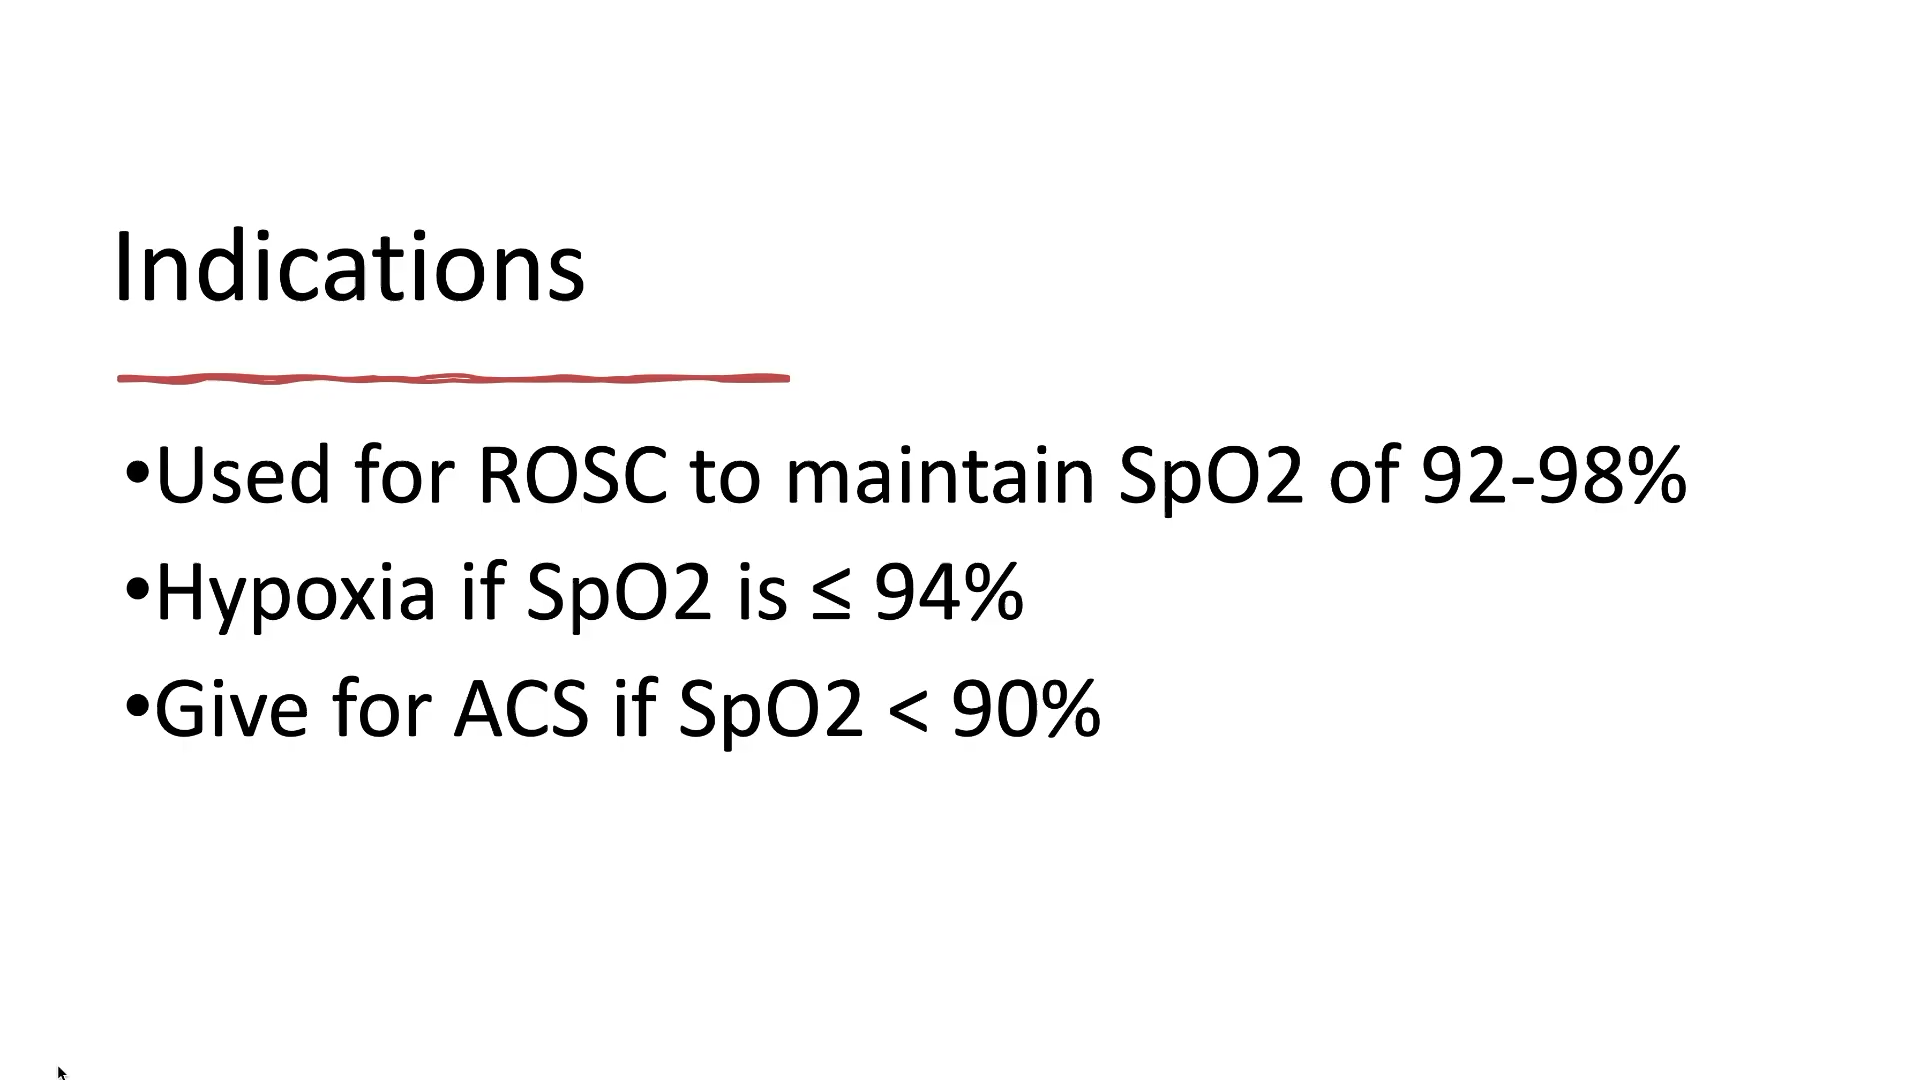 Indications
•Used for ROSC to maintain SpO2 of 92-98%
•Hypoxia if SpO2 is ≤ 94%
•Give for ACS if SpO2 < 90%